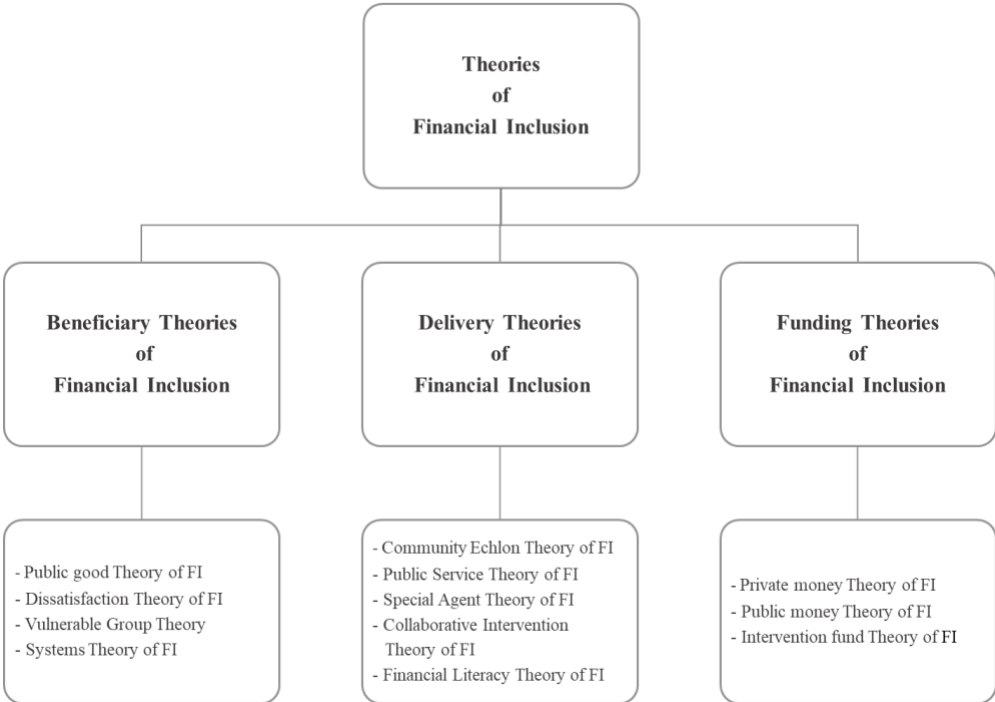 Theories
of
Financial Inclusion
Beneficiary Theories
of
Financial Inclusion
Delivery Theories
of
Financial Inclusion
Funding Theories
of
Financial Inclusion
- Public good Theory of FI
- Dissatisfaction Theory of FI
- Vulnerable Group Theory
- Systems Theory of FI
- Community Echlon Theory of FI
- Public Service Theory of FI
- Special Agent Theory of FI
- Collaborative Intervention
Theory of FI
- Financial Literacy Theory of FI
- Private money Theory of FI
- Public money Theory of FI
- Intervention fund Theory of FI